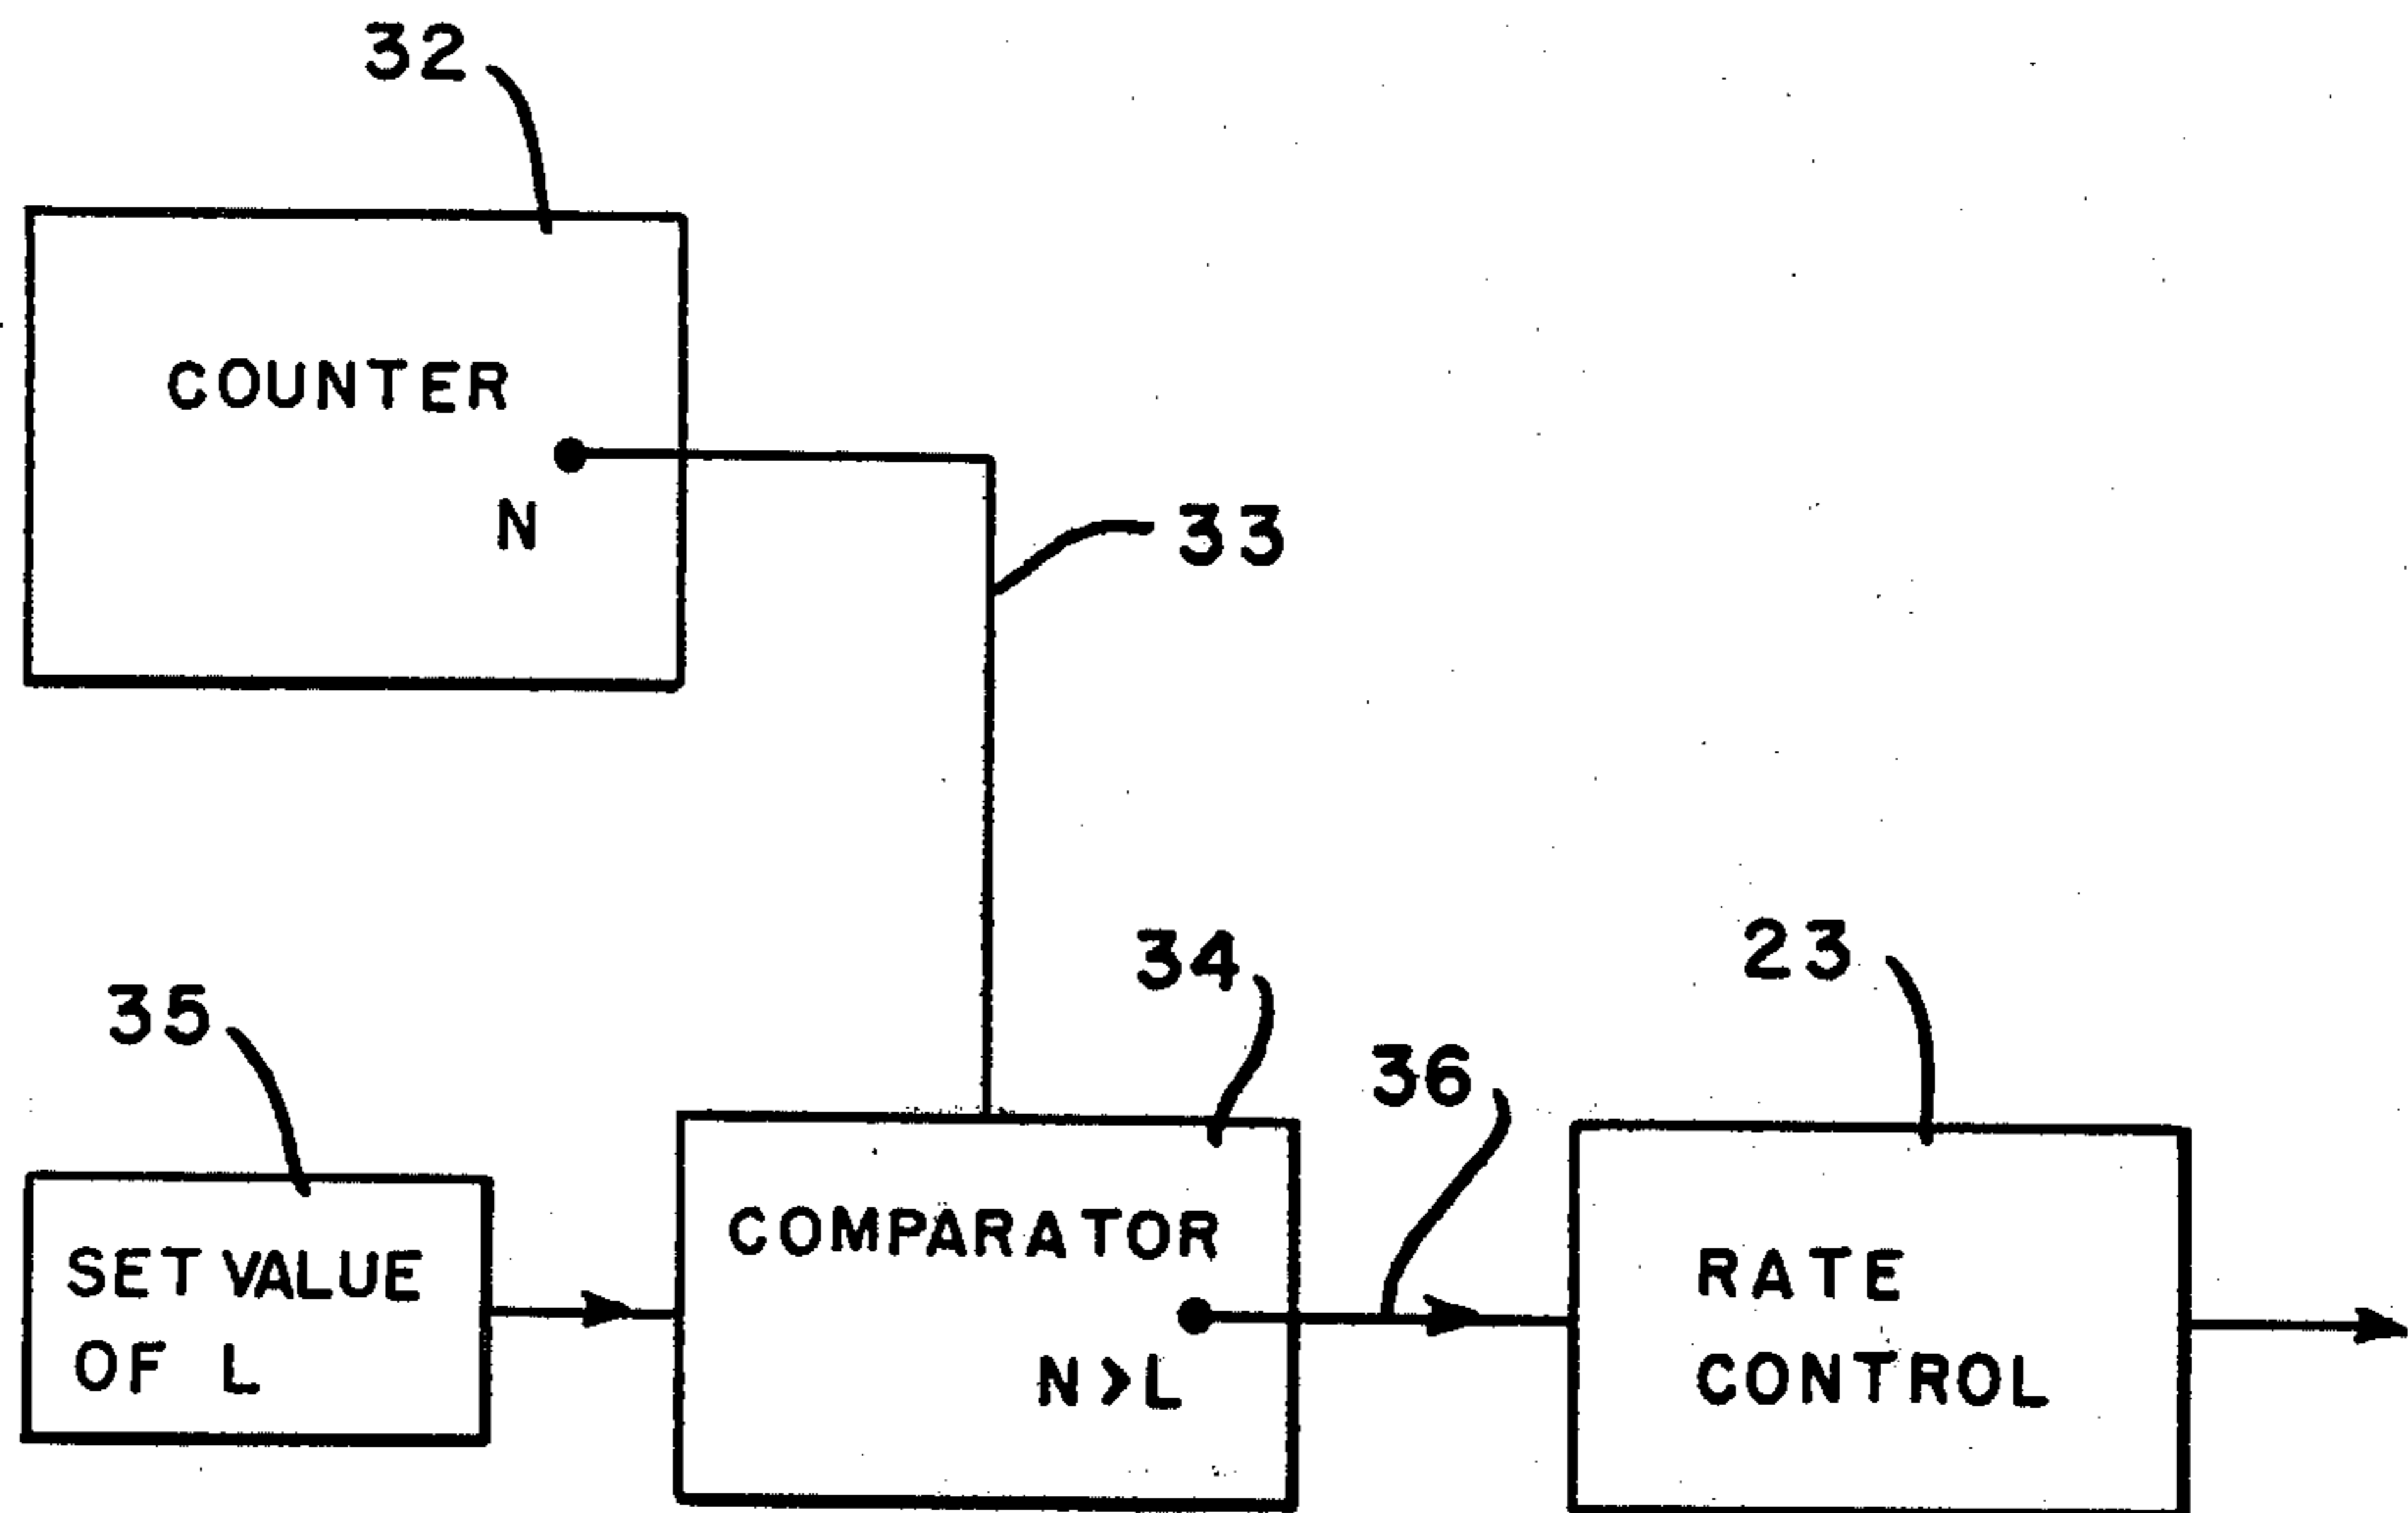 32
COUNTER
N
33
34
23
35
36
COMPARATOR
SET VALUE
OF L
N>L
RATE
CONTROL